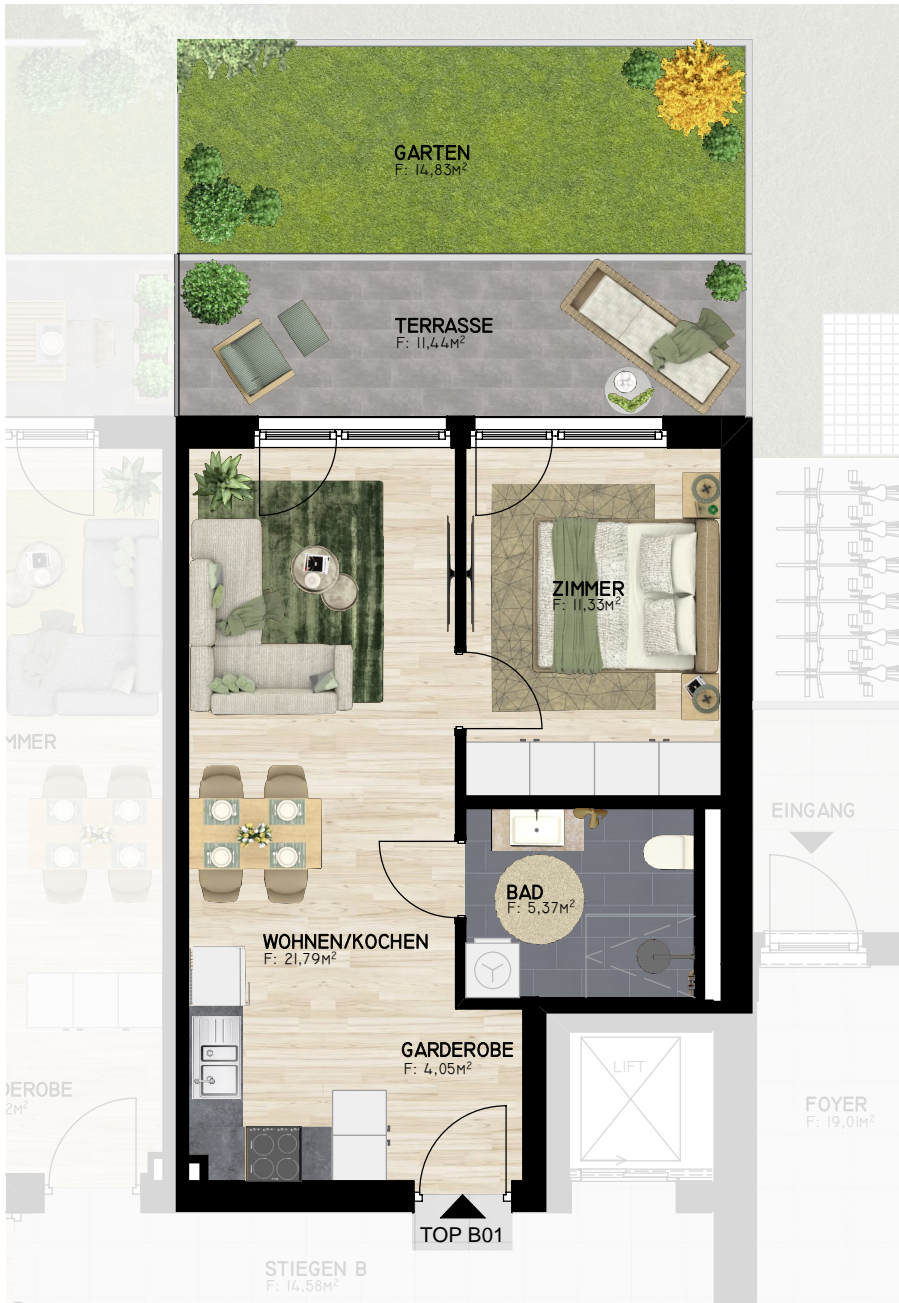 GARTEN
F: 14,83M²
TERRASSE
F: 11,44M²
ZIMMER
F: 11,33M²
MMER
EINGANG
BAD
F: 5,37M²
WOHNEN/KOCHEN
F: 21,79M²
GARDEROBE
F: 4,05M²
LIFT
DEROBE
2M²
FOYER
F: 19,01M²
TOP B01
STIEGEN B
F: 14,58M²